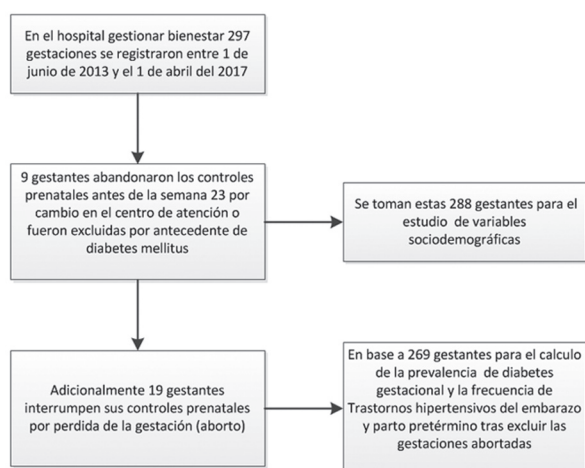 En el hospital gestionar bienestar 297
gestaciones se registraron entre 1 de
junio de 2013 y el 1 de abril del 2017
9 gestantes abandonaron los controles
prenatales antes de la semana 23 por
cambio en el centro de atención o
fueron excluidas por antecedente de
diabetes mellitus
Se toman estas 288 gestantes para el
estudio de variables
sociodemográficas
Adicionalmente 19 gestantes
interrumpen sus controles prenatales
por perdida de la gestación (aborto)
En base a 269 gestantes para el calculo
de la prevalencia de diabetes
gestacional y la frecuencia de
Trastornos hipertensivos del embarazo
y parto pretérmino tras excluir las
gestaciones abortadas